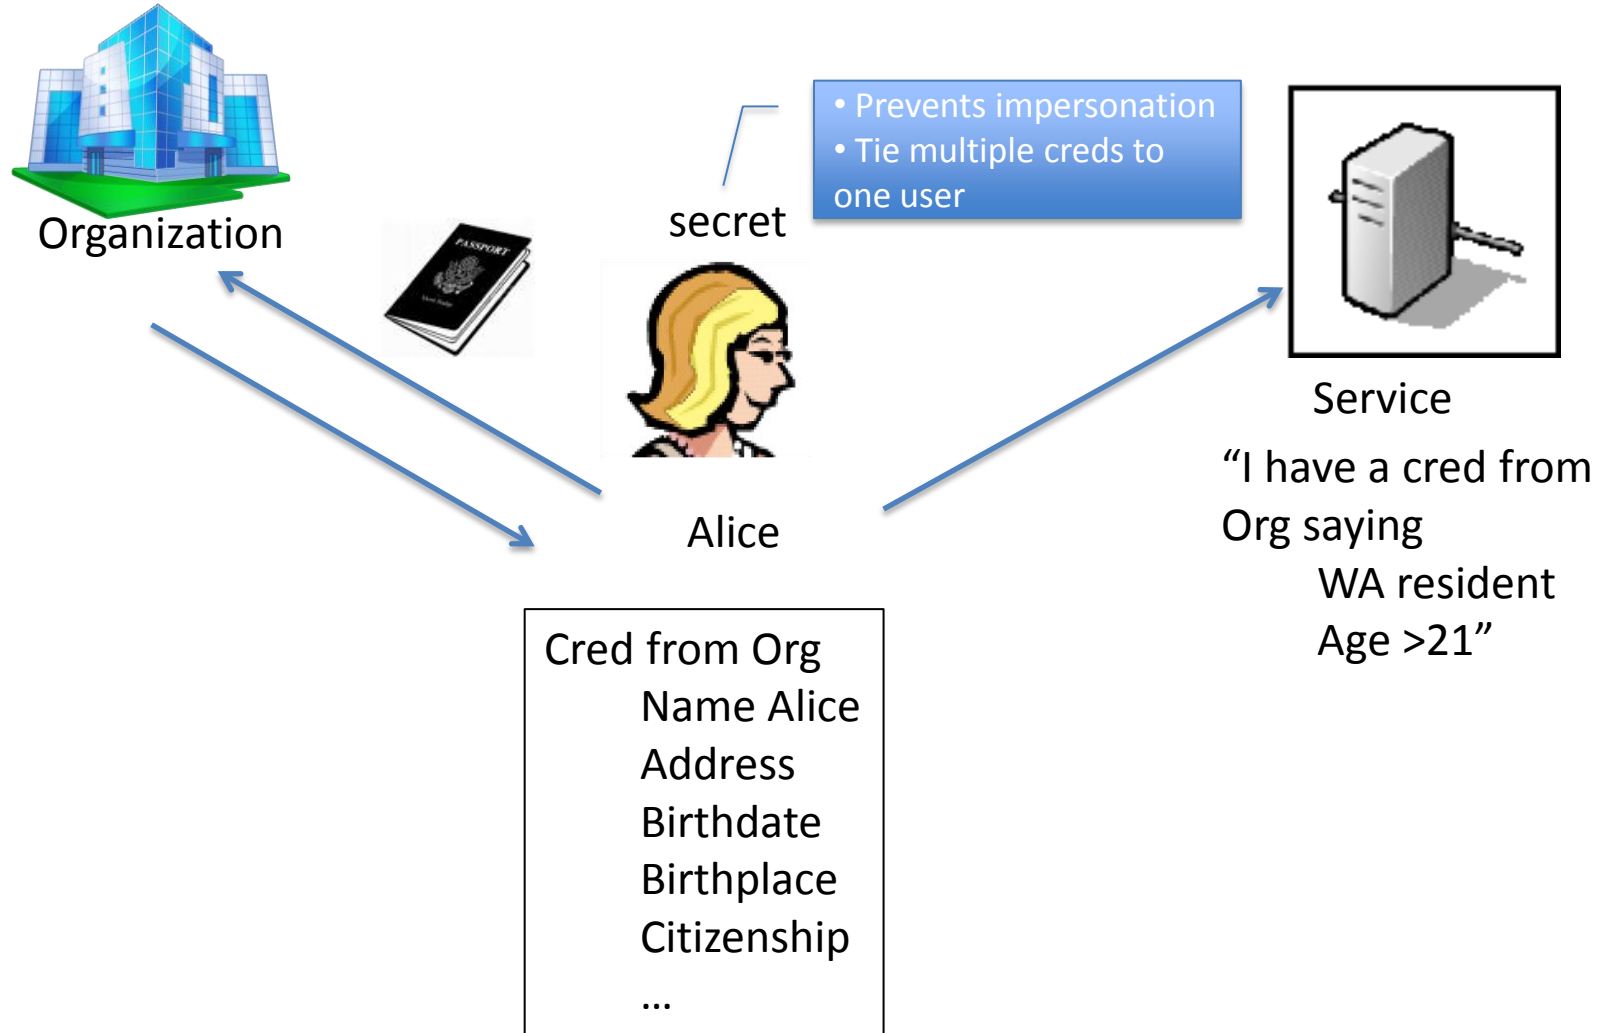 • Prevents impersonation
• Tie multiple creds to
one user
secret
Organization
PASSPORT
Service
Alice
“I have a cred from
Org saying
WA resident
Age >21”
Cred from Org
Name Alice
Address
Birthdate
Birthplace
Citizenship
…